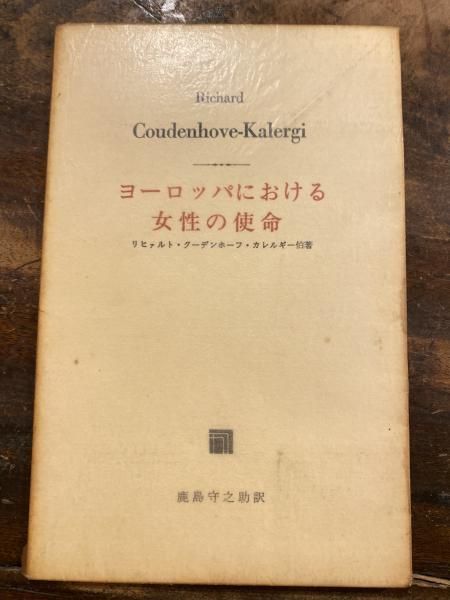 Richard
Coudenhove-Kalergi
ヨーロッパにおける
女性の使命
リヒァルト・クーデンホーフ・カレルギー伯著
鹿島守之助訳